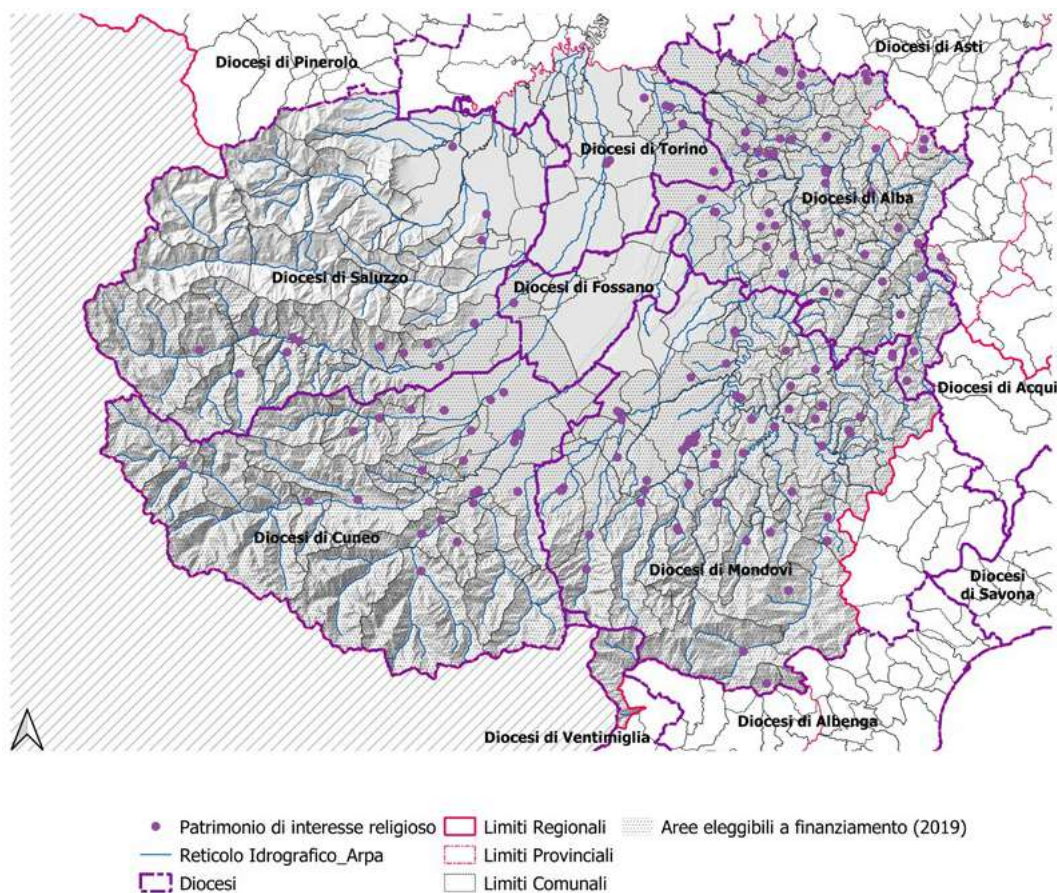 Diocesi di Asti
Diocesi di Pinerolo
Diocesi di Torino
Diocesi di Alba
Diocesi di Saluzzo
Diocesi di Fossano
Diocesi di Acqui
Diocesi di Cuneo
Diocesi di Mondovì
Diocesi
di Savona
Diocesi di Albenga
Diocesi di Ventimiglia
Patrimonio di interesse religioso
Limiti Regionali
Aree eleggibili a finanziamento (2019)
Reticolo Idrografico_Arpa
Limiti Provinciali
Diocesi
Limiti Comunali